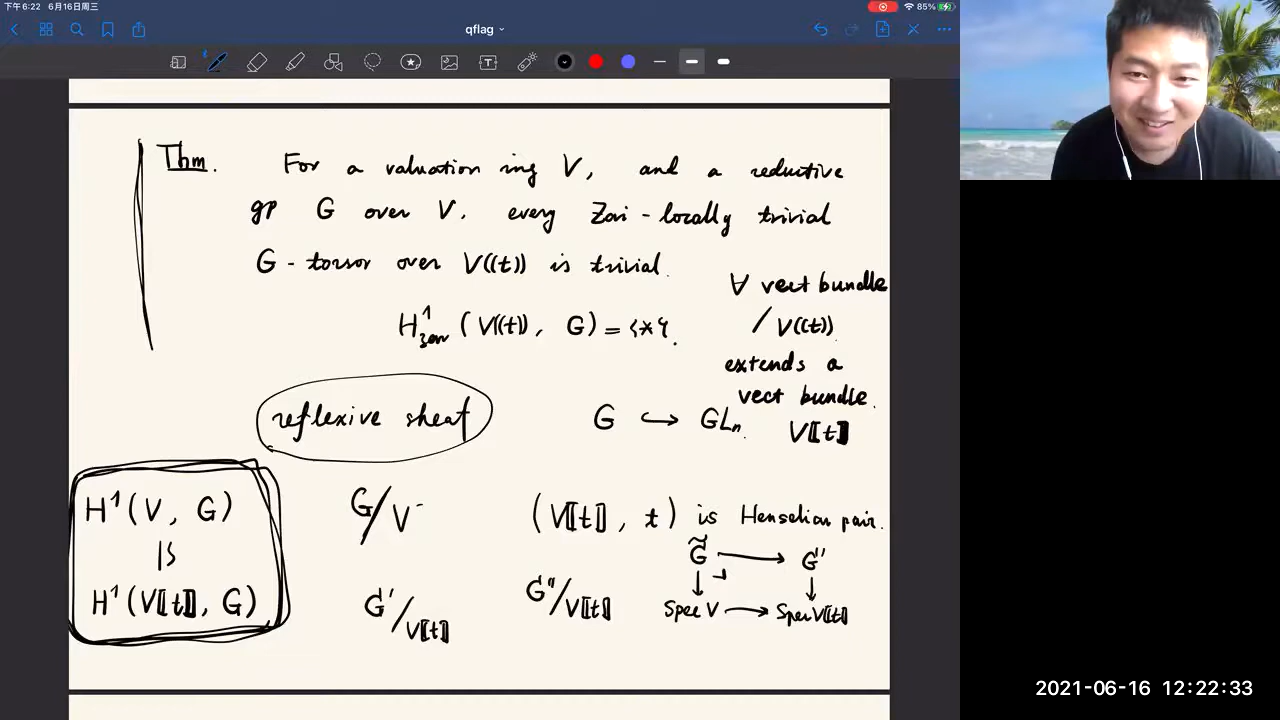 下午6:22 6月16日周三
85%
qflag
Thm. For a valuation ring V, and a reductive
gp G over V, every Zar-locally trivial
G-torsor over V((t)) is trivial.
H¹zar (V((t)), G) = {*}.
∀ vect bundle
/ V((t)).
extends a
vect bundle.
V⟦t⟧
reflexive sheaf
G ↪ GLn.
H¹(V, G)
H¹(V⟦t⟧, G)
G/V
G'/V⟦t⟧
(V⟦t⟧, t) is Henselian pair.
G''/V⟦t⟧
G̃ → G''
↓ ↓
Spec V → Spec V⟦t⟧
2021-06-16 12:22:33